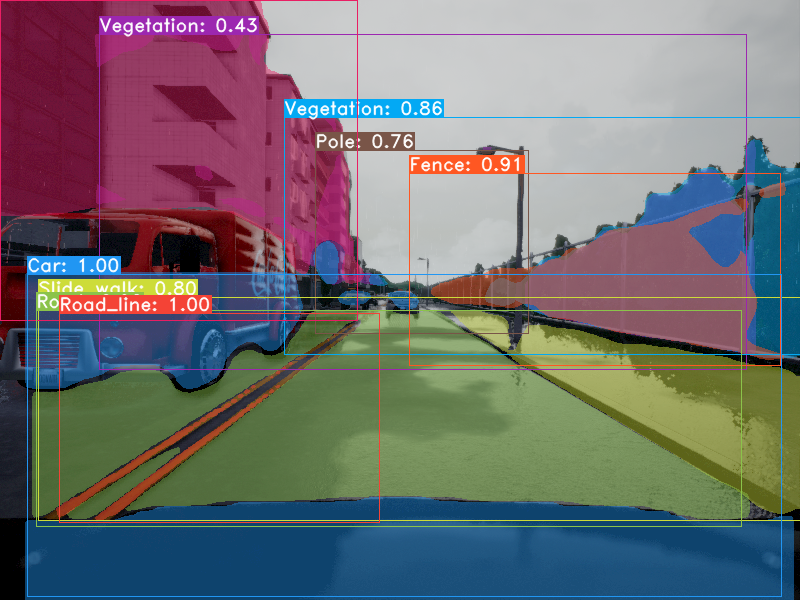 Vegetation: 0.43
Vegetation: 0.86
Pole: 0.76
Fence: 0.91
Car: 1.00
Slide_walk: 0.80
Ro
Road_line: 1.00